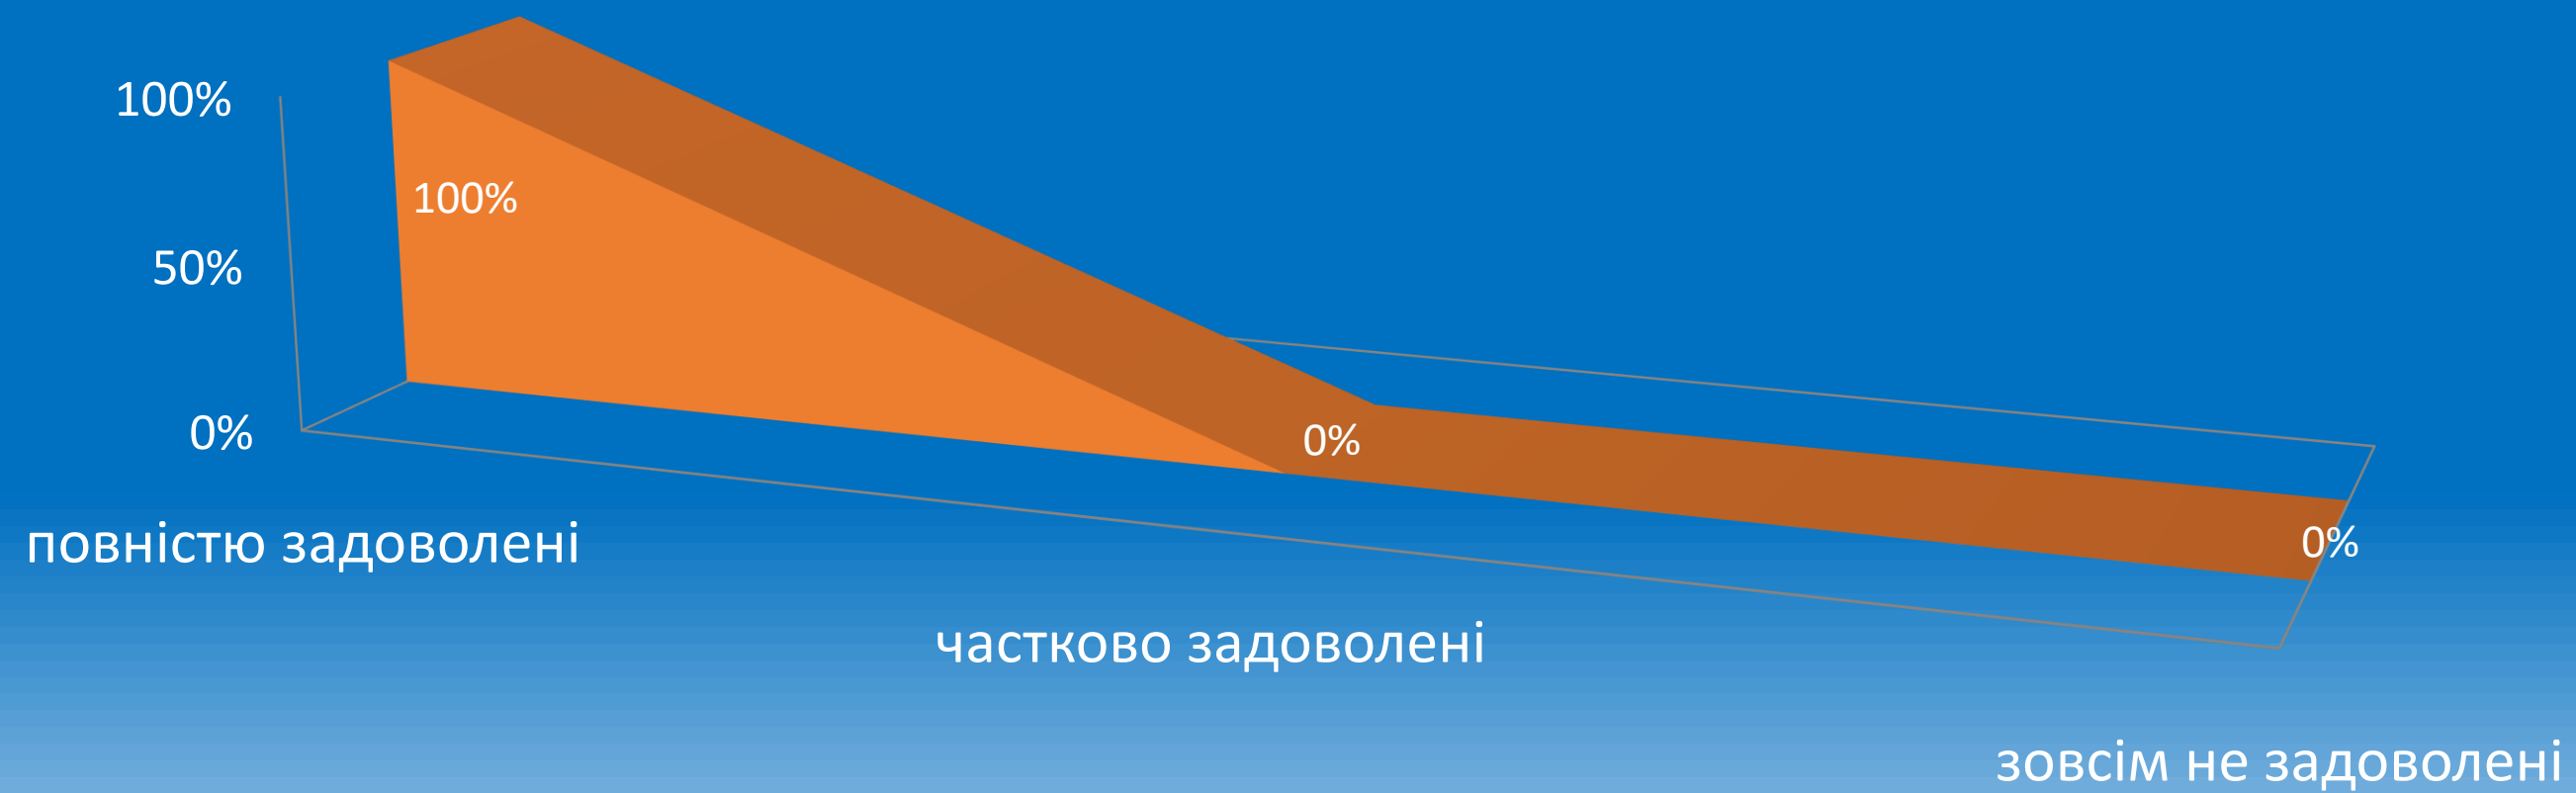 100%
50%
0%
100%
0%
0%
повністю задоволені
частково задоволені
зовсім не задоволені